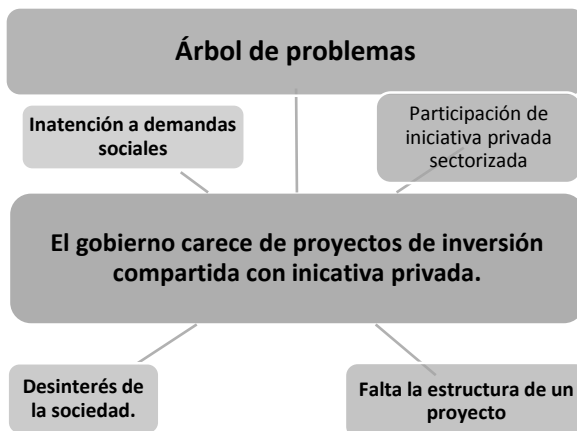 Árbol de problemas
Inatención a demandas
sociales
Participación de
iniciativa privada
sectorizada
El gobierno carece de proyectos de inversión
compartida con inicativa privada.
Desinterés de
la sociedad.
Falta la estructura de un
proyecto